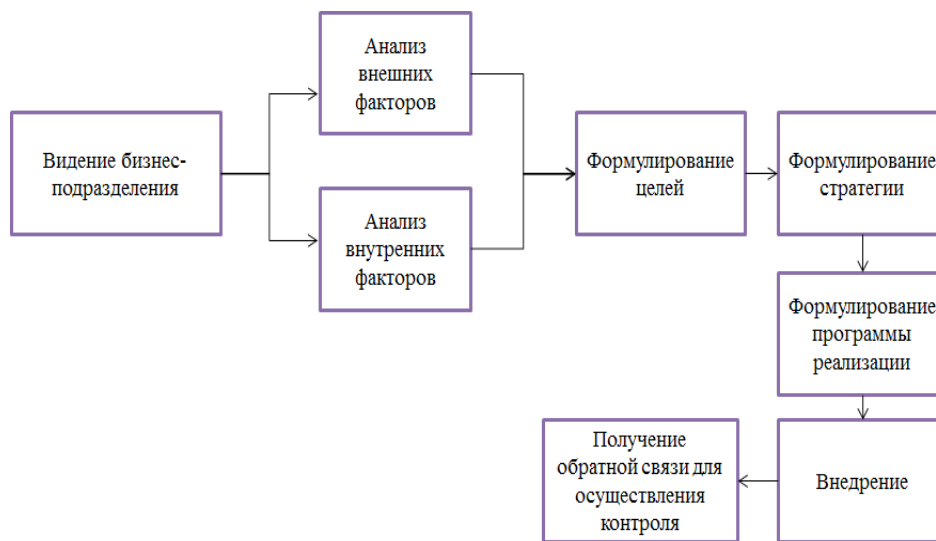 Видение бизнес-
подразделения
Анализ
внешних
факторов
Анализ
внутренних
факторов
Формулирование
целей
Формулирование
стратегии
Формулирование
программы
реализации
Внедрение
Получение
обратной связи для
осуществления
контроля